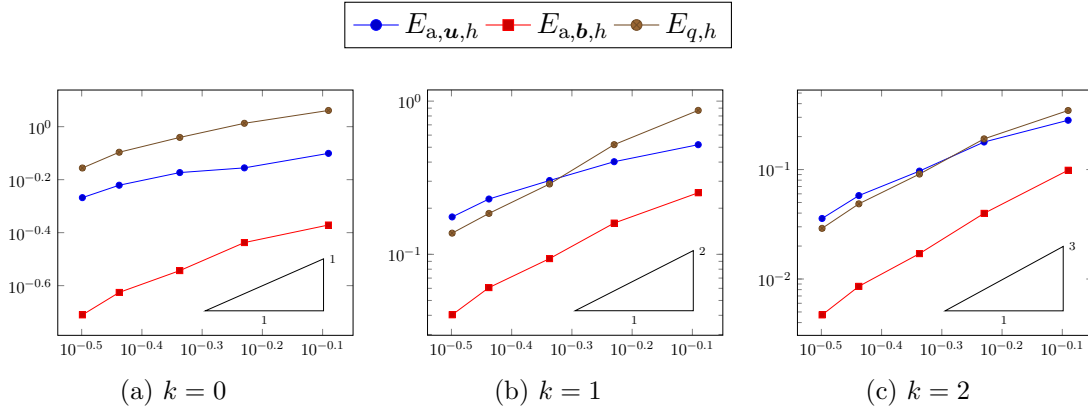 E_{a,u,h} E_{a,b,h} E_{q,h}
10^0
10^{-0.2}
10^{-0.4}
10^{-0.6}
1
1
10^{-0.5} 10^{-0.4} 10^{-0.3} 10^{-0.2} 10^{-0.1}
(a) k = 0
10^0
10^{-1}
2
1
10^{-0.5} 10^{-0.4} 10^{-0.3} 10^{-0.2} 10^{-0.1}
(b) k = 1
10^{-1}
10^{-2}
3
1
10^{-0.5} 10^{-0.4} 10^{-0.3} 10^{-0.2} 10^{-0.1}
(c) k = 2